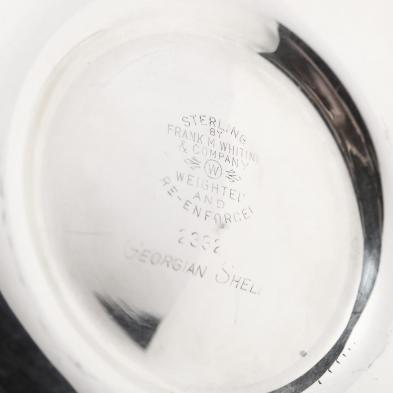 STERLING
BY
FRANK M. WHITING
& COMPANY
W
WEIGHTED
AND
RE-ENFORCED
2332
GEORGIAN SHELL